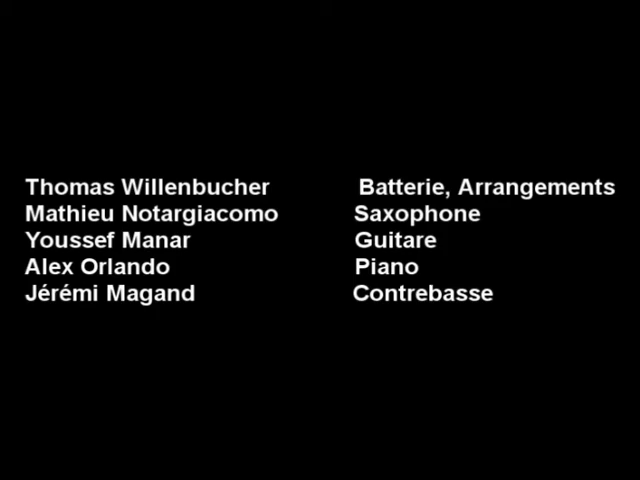 Thomas Willenbucher Batterie, Arrangements
Mathieu Notargiacomo Saxophone
Youssef Manar Guitare
Alex Orlando Piano
Jérémi Magand Contrebasse